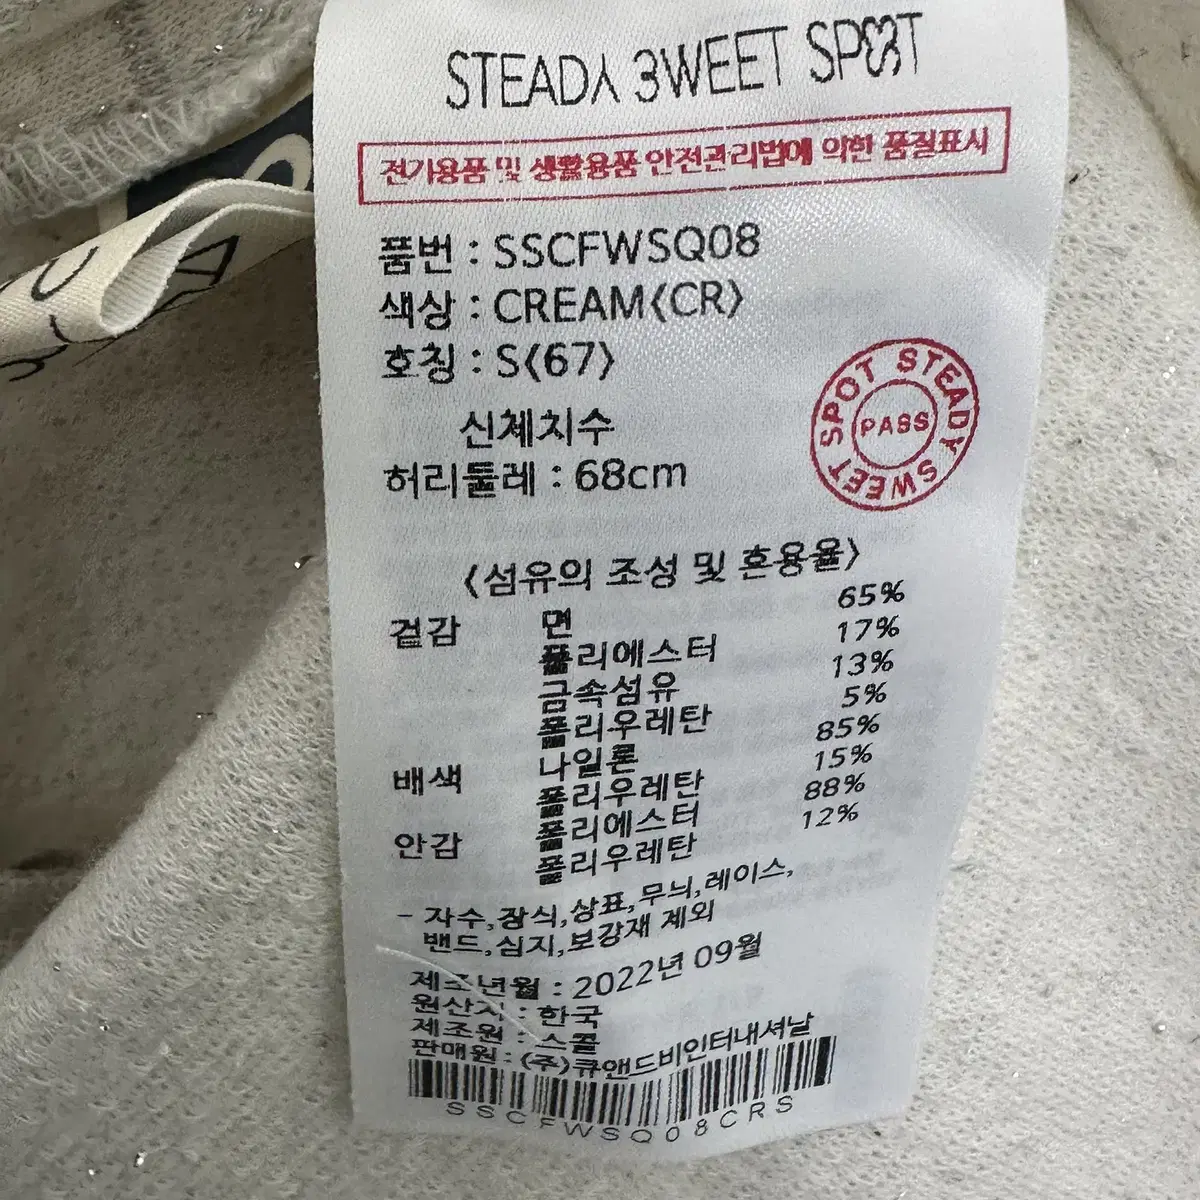 STEADY SWEET SPOT
전기용품 및 생활용품 안전관리법에 의한 품질표시
품번 : SSCFWSQ08
색상 : CREAM(CR)
호칭 : S(67)
신체치수
허리둘레 : 68cm
STEADY SWEET SPOT
PASS
<섬유의 조성 및 혼용율>
겉감 면 65%
폴리에스터 17%
금속섬유 13%
폴리우레탄 5%
배색 나일론 85%
폴리우레탄 15%
안감 폴리에스터 88%
폴리우레탄 12%
- 자수,장식,상표,무늬,레이스,
밴드,심지,보강재 제외
제조년월 : 2022년 09월
원산지 : 한국
제조원 : 스콜
판매원 : (주)큐앤드비인터내셔날
SSCFWSQ08CRS